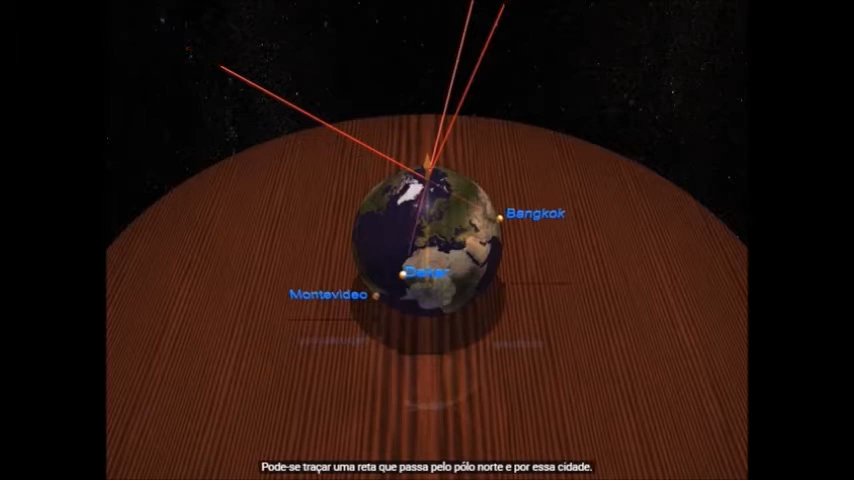 Bangkok
Dakar
Montevideo
Pode-se traçar uma reta que passa pelo pólo norte e por essa cidade.